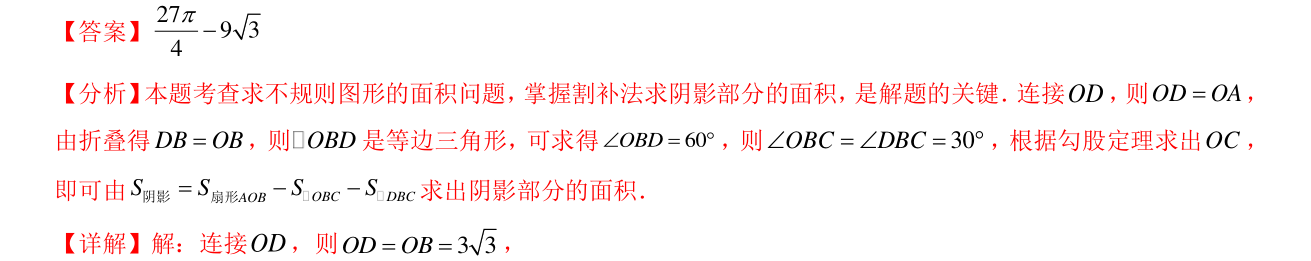 【答案】27π/4−9√3
【分析】本题考查求不规则图形的面积问题，掌握割补法求阴影部分的面积，是解题的关键．连接OD，则OD=OA，
由折叠得DB=OB，则□OBD是等边三角形，可求得∠OBD=60°，则∠OBC=∠DBC=30°，根据勾股定理求出OC，
即可由S阴影=S扇形AOB−S□OBC−S□DBC求出阴影部分的面积．
【详解】解：连接OD，则OD=OB=3√3，